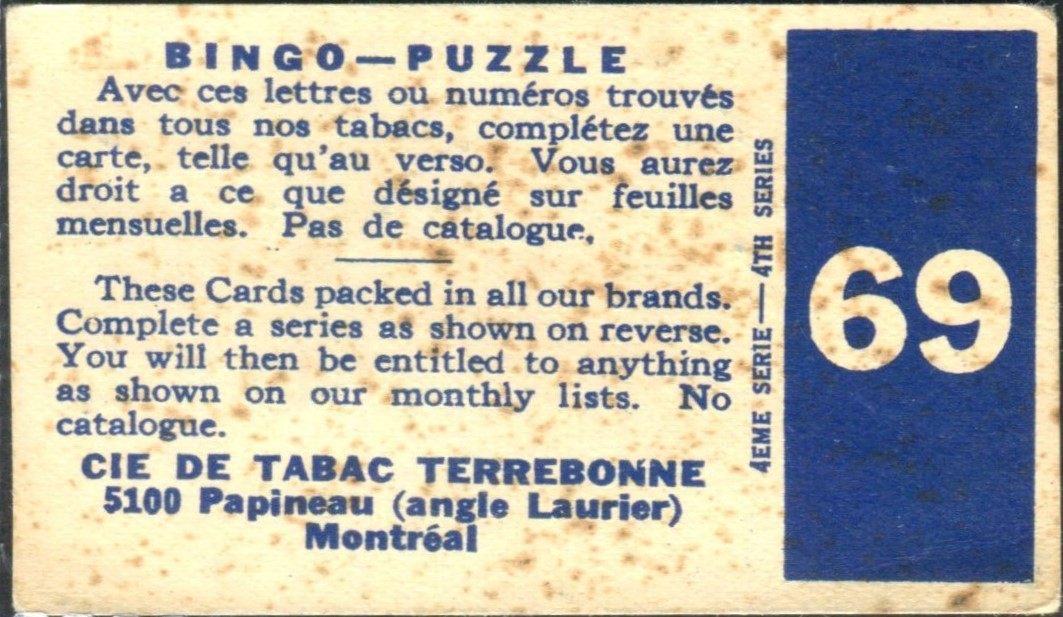 BINGO—PUZZLE
Avec ces lettres ou numéros trouvés
dans tous nos tabacs, complétez une
carte, telle qu'au verso. Vous aurez
droit a ce que désigné sur feuilles
mensuelles. Pas de catalogue.
These Cards packed in all our brands.
Complete a series as shown on reverse.
You will then be entitled to anything
as shown on our monthly lists. No
catalogue.
CIE DE TABAC TERREBONNE
5100 Papineau (angle Laurier)
Montréal
4EME SERIE—4TH SERIES
69